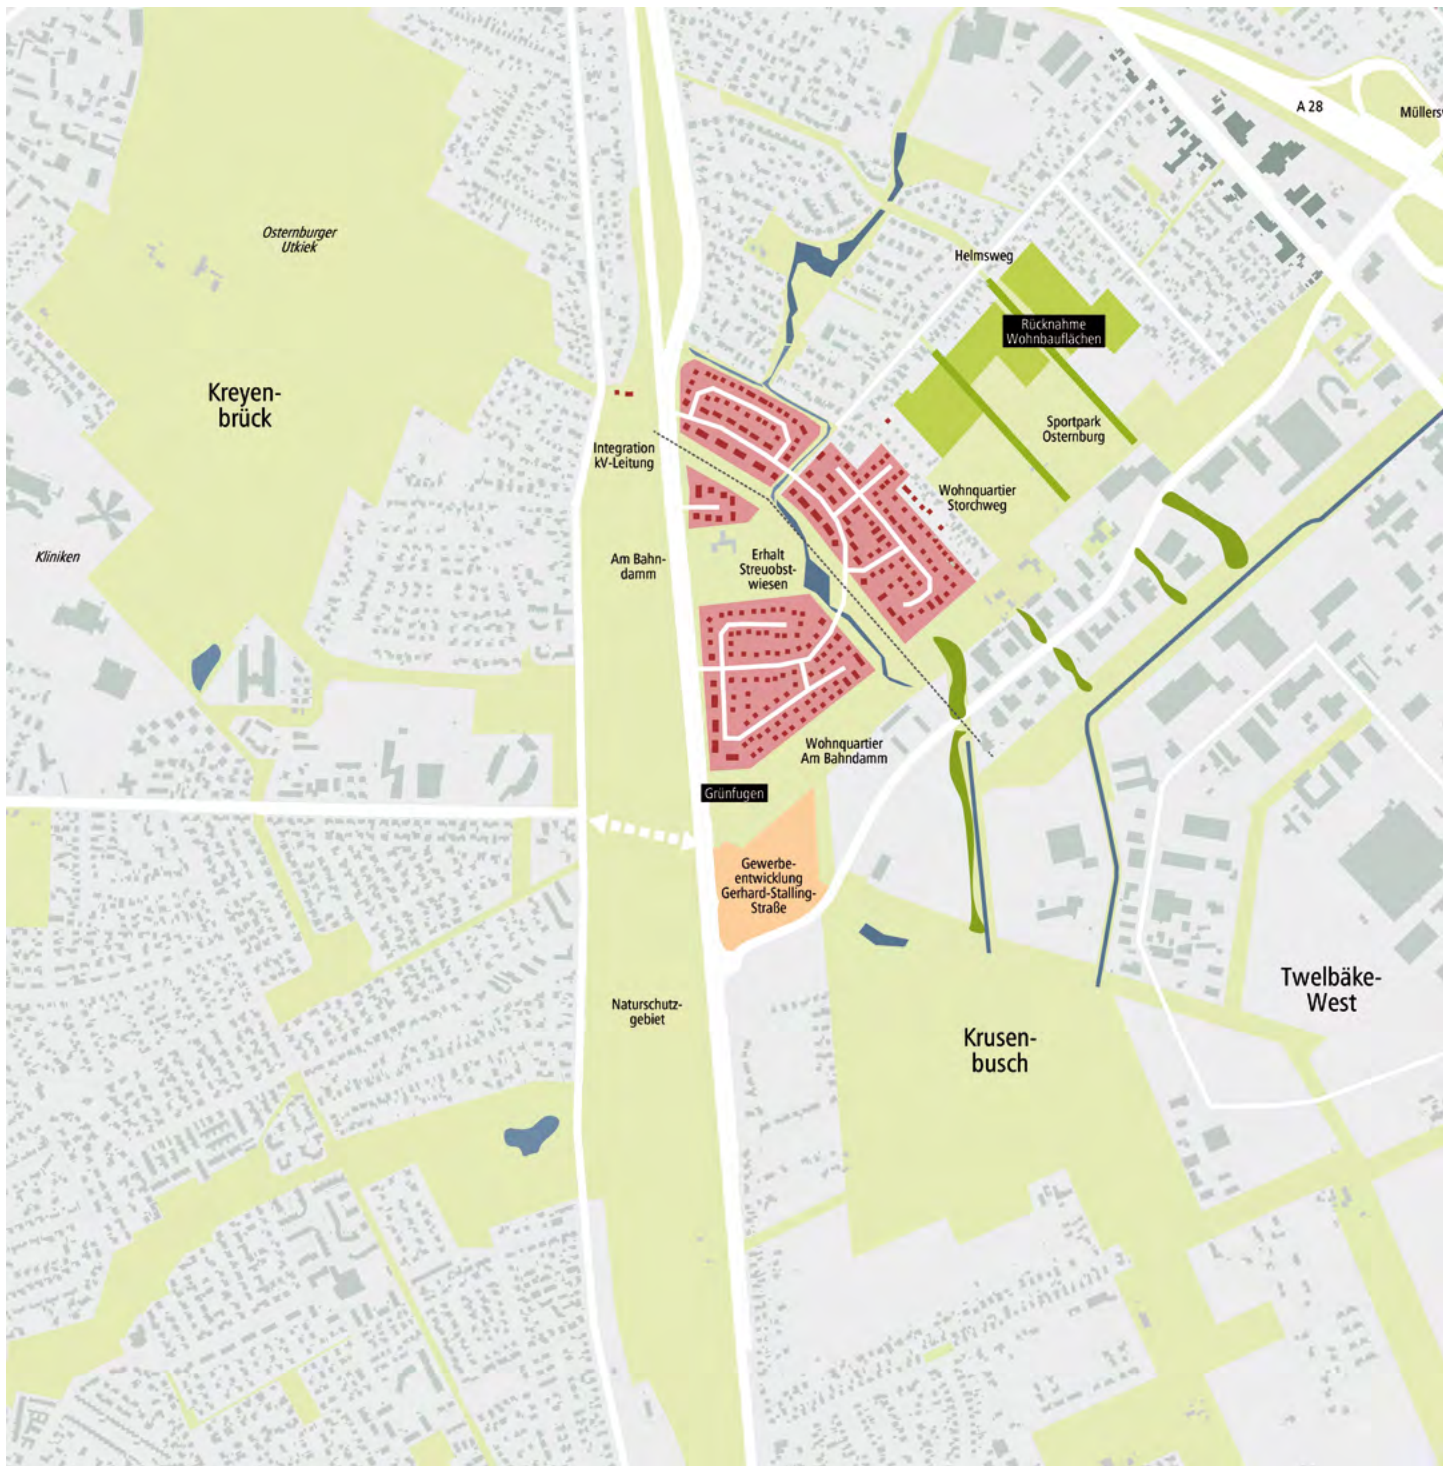 A 28
Müllersv
Osternburger
Utkiek
Helmsweg
Rücknahme
Wohnbauflächen
Kreyen-
brück
Sportpark
Osternburg
Integration
kV-Leitung
Wohnquartier
Storchweg
Kliniken
Am Bahn-
damm
Erhalt
Streuobst-
wiesen
Wohnquartier
Am Bahndamm
Grünfugen
Gewerbe-
entwicklung
Gerhard-Stalling-
Straße
Naturschutz-
gebiet
Twelbäke-
West
Krusen-
busch